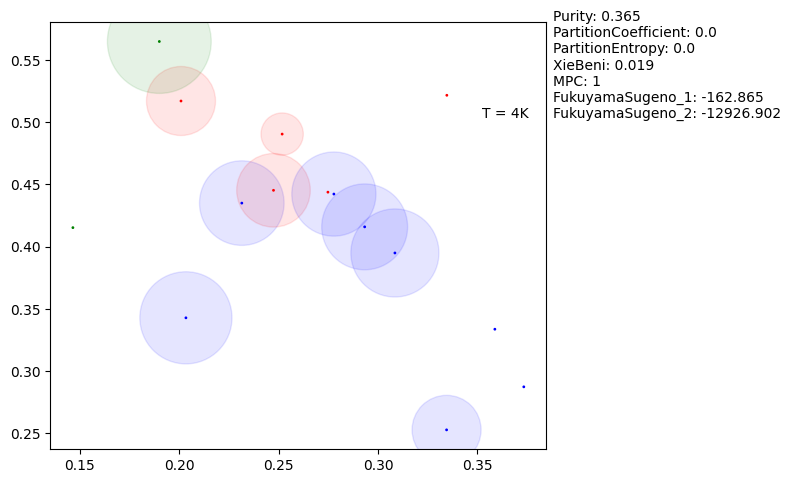 Purity: 0.365
PartitionCoefficient: 0.0
PartitionEntropy: 0.0
XieBeni: 0.019
MPC: 1
FukuyamaSugeno_1: -162.865
FukuyamaSugeno_2: -12926.902
T = 4K
0.55
0.50
0.45
0.40
0.35
0.30
0.25
0.15 0.20 0.25 0.30 0.35